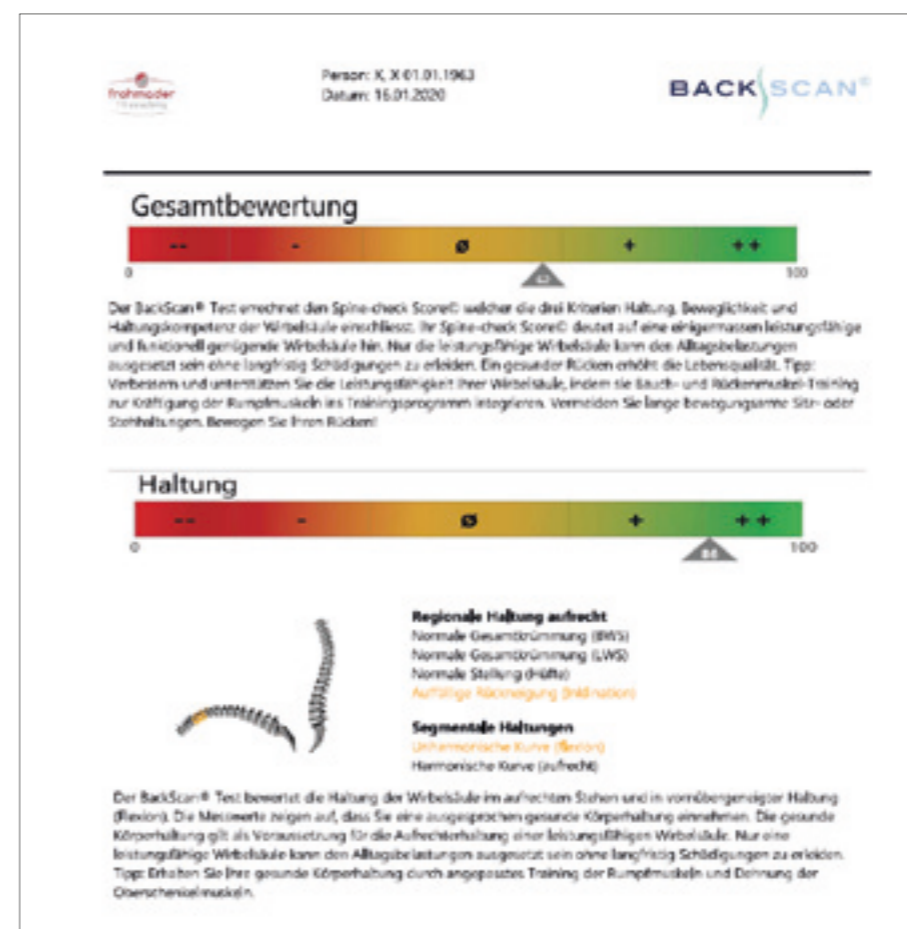 frohmader
Person: X, X 01.01.1963
Datum: 16.01.2020
BACKSCAN®
Gesamtbewertung
-- - ø + ++
0 100
Der BackScan® Test errechnet den Spine-check Score© welcher die drei Kriterien Haltung, Beweglichkeit und
Haltungskompetenz der Wirbelsäule einschliesst. Ihr Spine-check Score© deutet auf eine einigermassen leistungsfähige
und funktionell genügende Wirbelsäule hin. Nur die leistungsfähige Wirbelsäule kann den Alltagsbelastungen
ausgesetzt sein ohne langfristig Schädigungen zu erleiden. Ein gesunder Rücken erhöht die Lebensqualität. Tipp:
Verbessern und unterstützen Sie die Leistungsfähigkeit Ihrer Wirbelsäule, indem sie Bauch- und Rückenmuskel-Training
zur Kräftigung der Rumpfmuskeln ins Trainingsprogramm integrieren. Vermeiden Sie lange bewegungsarme Sitz- oder
Stehhaltungen. Bewegen Sie Ihren Rücken!
Haltung
-- - ø + ++
0 100
Regionale Haltung aufrecht
Normale Gesamtkrümmung (BWS)
Normale Gesamtkrümmung (LWS)
Normale Stellung (Hüfte)
Auffällige Rückneigung (Inklination)
Segmentale Haltungen
Unharmonische Kurve (flexion)
Harmonische Kurve (aufrecht)
Der BackScan® Test bewertet die Haltung der Wirbelsäule im aufrechten Stehen und in vornübergeneigter Haltung
(flexion). Die Messwerte zeigen auf, dass Sie eine ausgesprochen gesunde Körperhaltung einnehmen. Die gesunde
Körperhaltung gilt als Voraussetzung für die Aufrechterhaltung einer leistungsfähigen Wirbelsäule. Nur eine
leistungsfähige Wirbelsäule kann den Alltagsbelastungen ausgesetzt sein ohne langfristig Schädigungen zu erleiden.
Tipp: Erhalten Sie Ihre gesunde Körperhaltung durch angepasstes Training der Rumpfmuskeln und Dehnung der
Oberschenkelmuskeln.